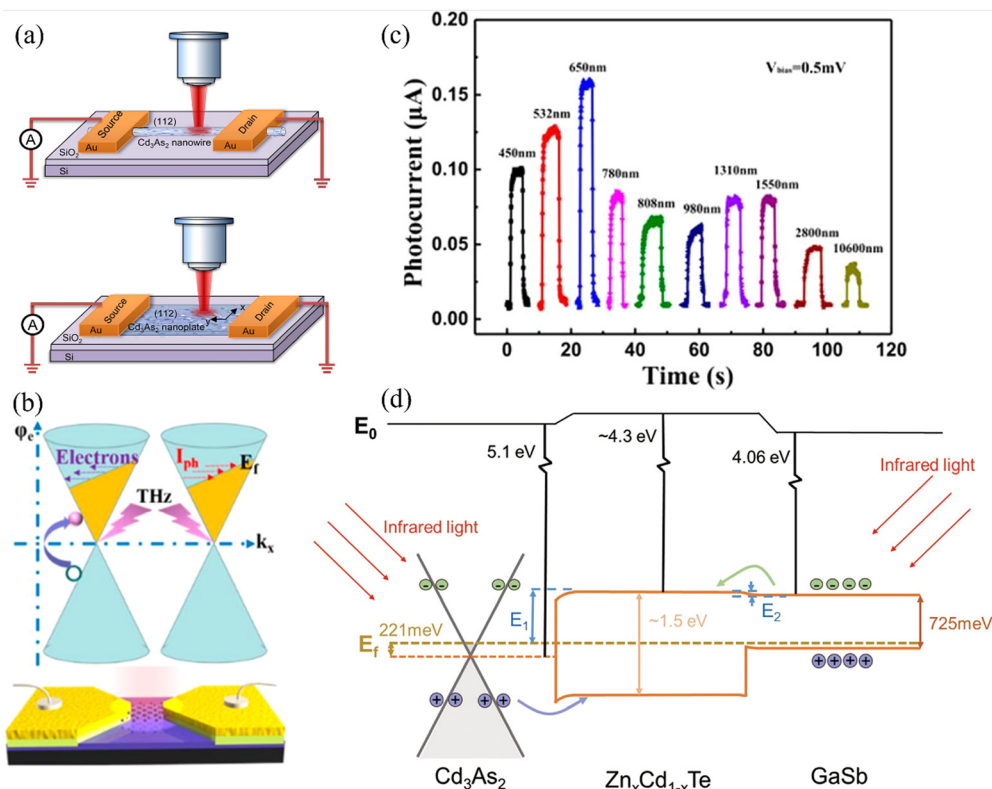 (a)
Source
Drain
(112)
Cd₃As₂ nanowire
Au
Au
A
SiO₂
Si
Source
Drain
(112)
x
y
Cd₃As₂ nanoplate
Au
Au
A
SiO₂
Si
(b)
φₑ
Electrons
I_ph
E_f
THz
kₓ
(c)
Photocurrent (μA)
0.20
0.15
0.10
0.05
0.00
V_bias=0.5mV
450nm
532nm
650nm
780nm
808nm
980nm
1310nm
1550nm
2800nm
10600nm
0 20 40 60 80 100 120
Time (s)
(d)
E₀
5.1 eV
~4.3 eV
4.06 eV
Infrared light
Infrared light
E₁
E₂
~1.5 eV
725meV
221meV
E_f
Cd₃As₂
ZnₓCd₁₋ₓTe
GaSb